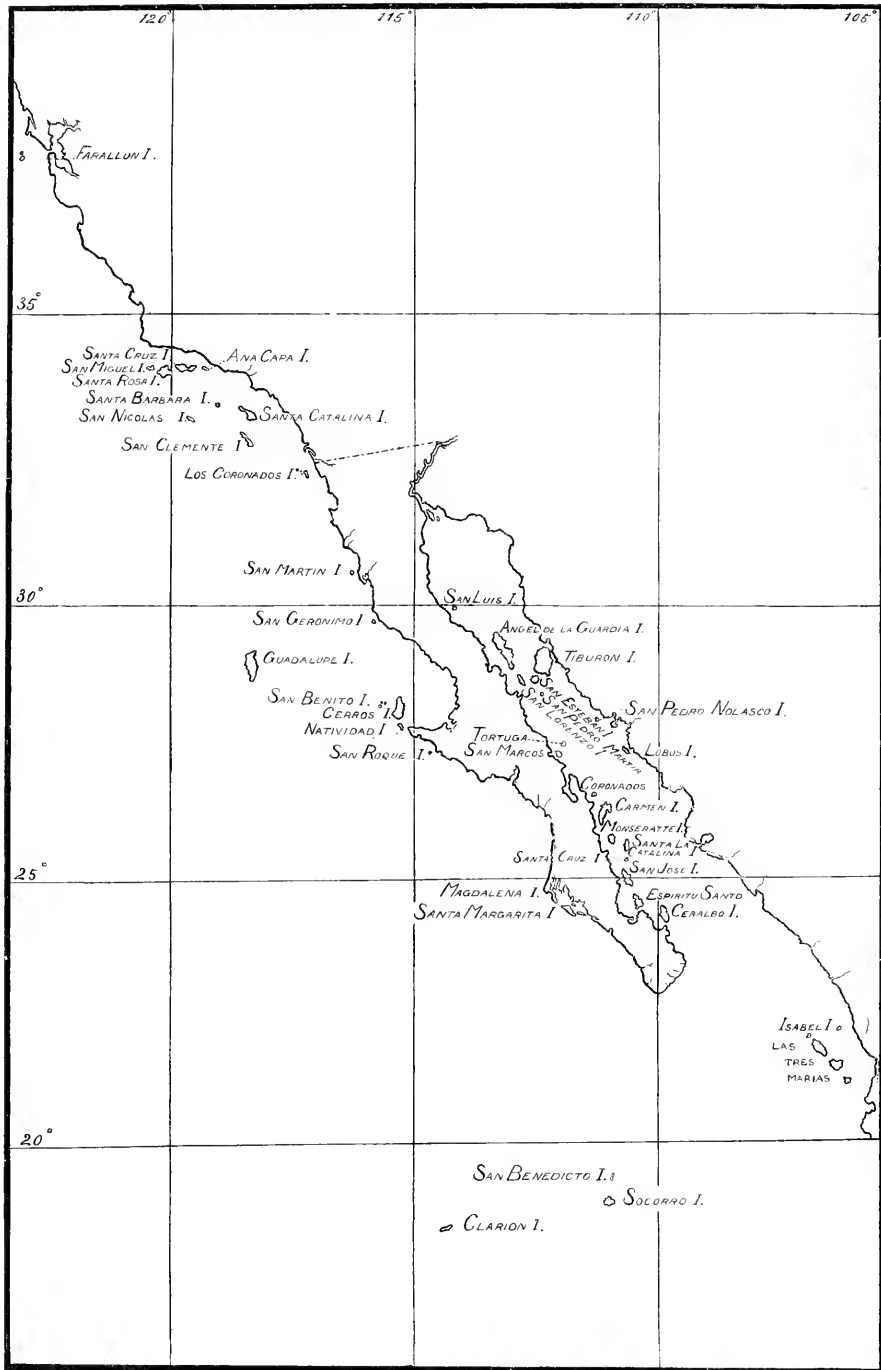 120°
115°
110°
105°
FARALLON I.
35°
SANTA CRUZ I.
ANA CAPA I.
SAN MIGUEL I.
SANTA ROSA I.
SANTA BARBARA I.
SAN NICOLAS I.
SANTA CATALINA I.
SAN CLEMENTE I
LOS CORONADOS I.
SAN MARTIN I
30°
SAN LUIS I.
SAN GERONIMO I
ANGEL DE LA GUARDIA I.
GUADALUPE I.
TIBURON I.
SAN BENITO I.
CERROS I.
NATIVIDAD I
SAN ESTEBAN I
SAN PEDRO MARTIR I
SAN LORENZO I
SAN PEDRO NOLASCO I.
TORTUGA
SAN MARCOS
LOBOS I.
SAN ROQUE I.
CORONADOS
CARMEN I.
MONSERATTE I.
SANTA LA
CATALINA I
SANTA CRUZ I
25°
SAN JOSE I.
MAGDALENA I.
ESPIRITU SANTO
SANTA MARGARITA I
CERALBO I.
ISABEL I.
LAS
TRES
MARIAS
20°
SAN BENEDICTO I.
SOCORRO I.
CLARION I.